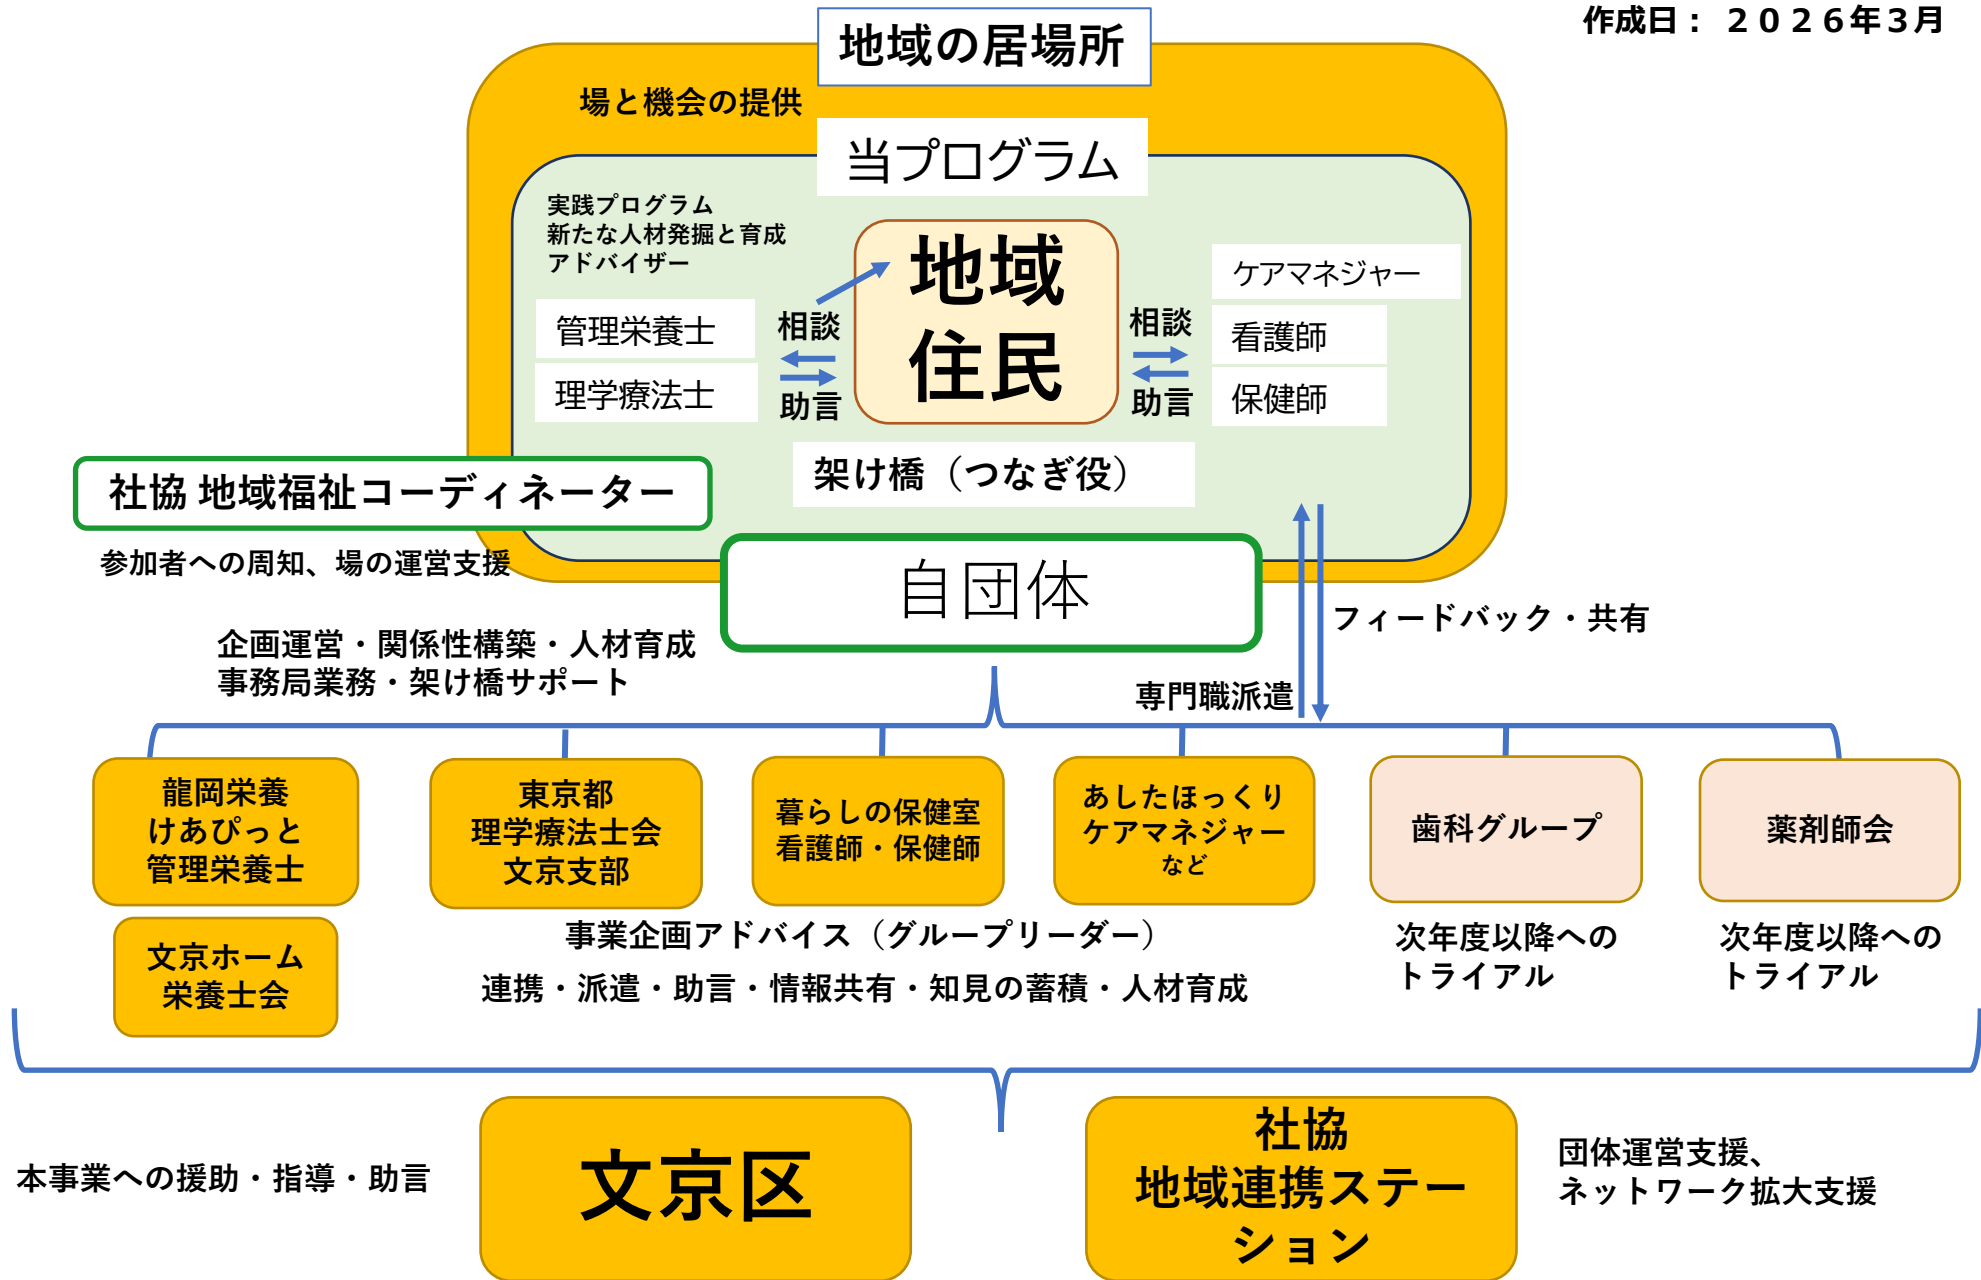 作成日： ２０２６年３月
地域の居場所
場と機会の提供
当プログラム
実践プログラム
新たな人材発掘と育成
アドバイザー
地域
住民
ケアマネジャー
管理栄養士
相談
相談
看護師
理学療法士
助言
助言
保健師
架け橋（つなぎ役）
社協 地域福祉コーディネーター
参加者への周知、場の運営支援
自団体
フィードバック・共有
企画運営・関係性構築・人材育成
事務局業務・架け橋サポート
専門職派遣
龍岡栄養
けあぴっと
管理栄養士
東京都
理学療法士会
文京支部
暮らしの保健室
看護師・保健師
あしたほっくり
ケアマネジャー
など
歯科グループ
薬剤師会
文京ホーム
栄養士会
事業企画アドバイス（グループリーダー）
連携・派遣・助言・情報共有・知見の蓄積・人材育成
次年度以降への
トライアル
次年度以降への
トライアル
本事業への援助・指導・助言
文京区
社協
地域連携ステー
ション
団体運営支援、
ネットワーク拡大支援